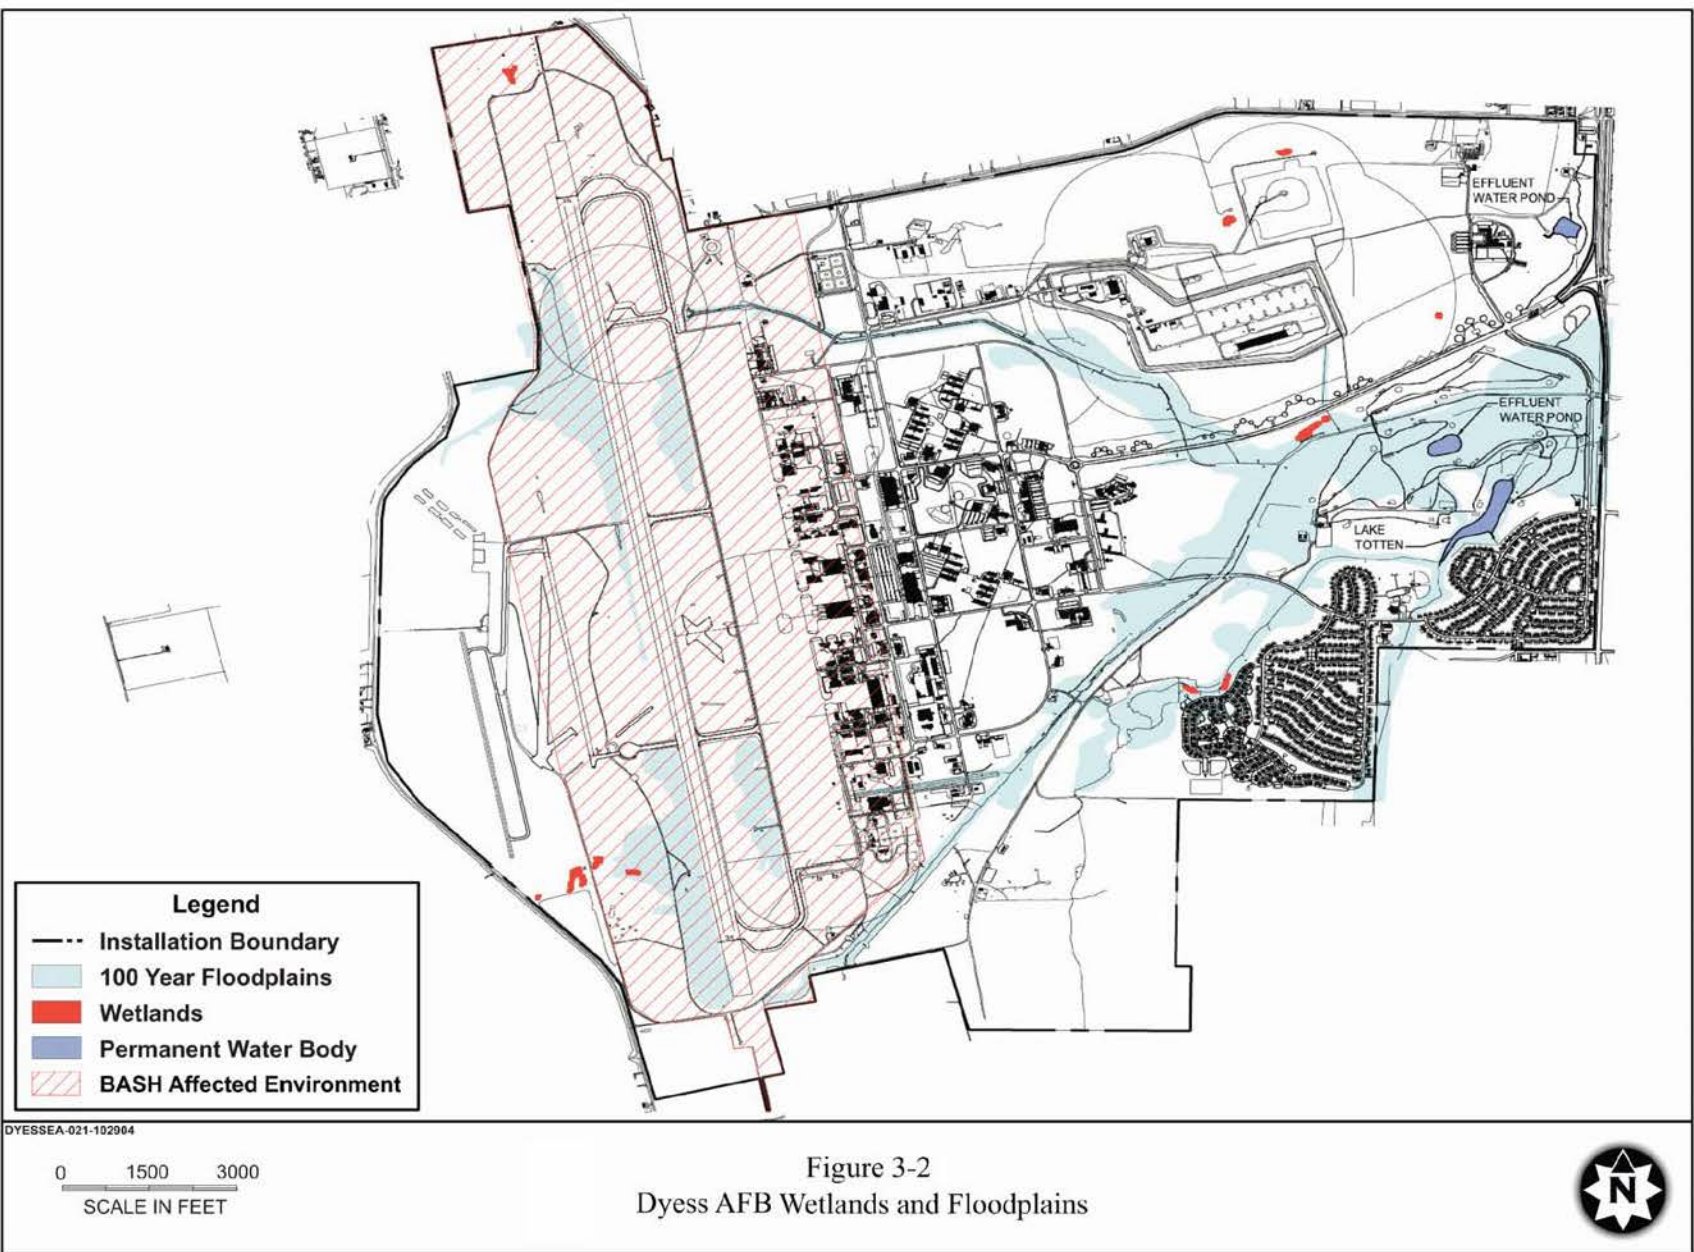 EFFLUENT
WATER POND
EFFLUENT
WATER POND
LAKE
TOTTEN
Legend
Installation Boundary
100 Year Floodplains
Wetlands
Permanent Water Body
BASH Affected Environment
DYESSEA-021-102904
0 1500 3000
SCALE IN FEET
Figure 3-2
Dyess AFB Wetlands and Floodplains
N